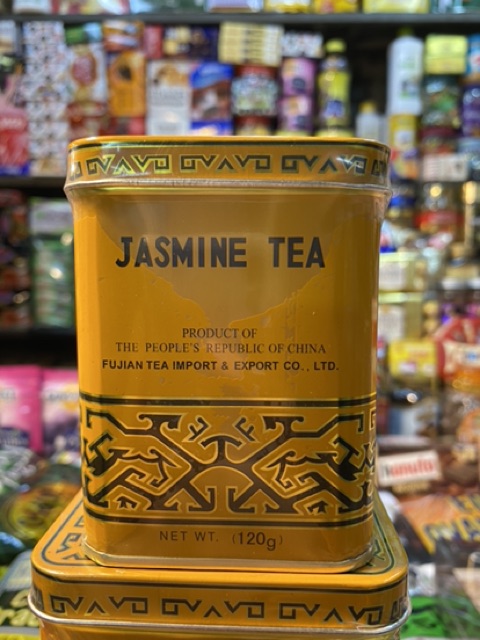 JASMINE TEA
PRODUCT OF
THE PEOPLE'S REPUBLIC OF CHINA
FUJIAN TEA IMPORT & EXPORT CO., LTD.
NET WT. (120g)